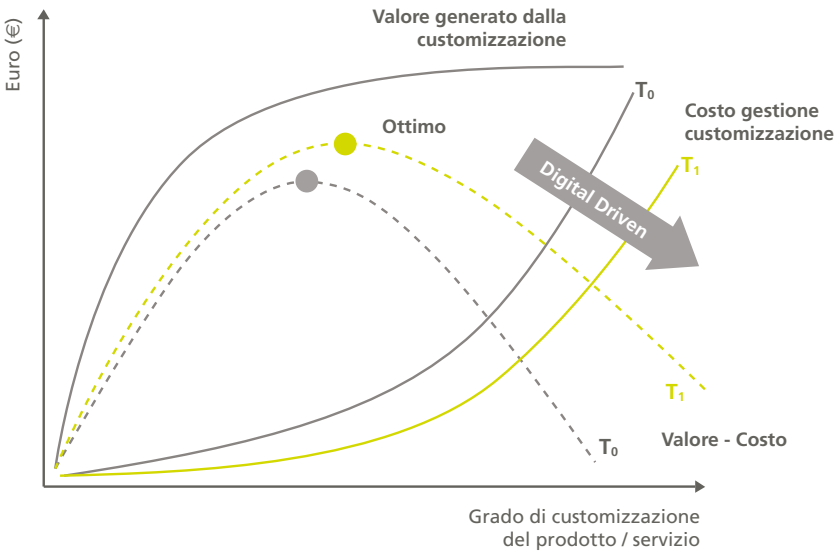 Euro (€)
Valore generato dalla
customizzazione
Ottimo
T₀
Costo gestione
customizzazione
T₁
Digital Driven
T₁
T₀
Valore - Costo
Grado di customizzazione
del prodotto / servizio